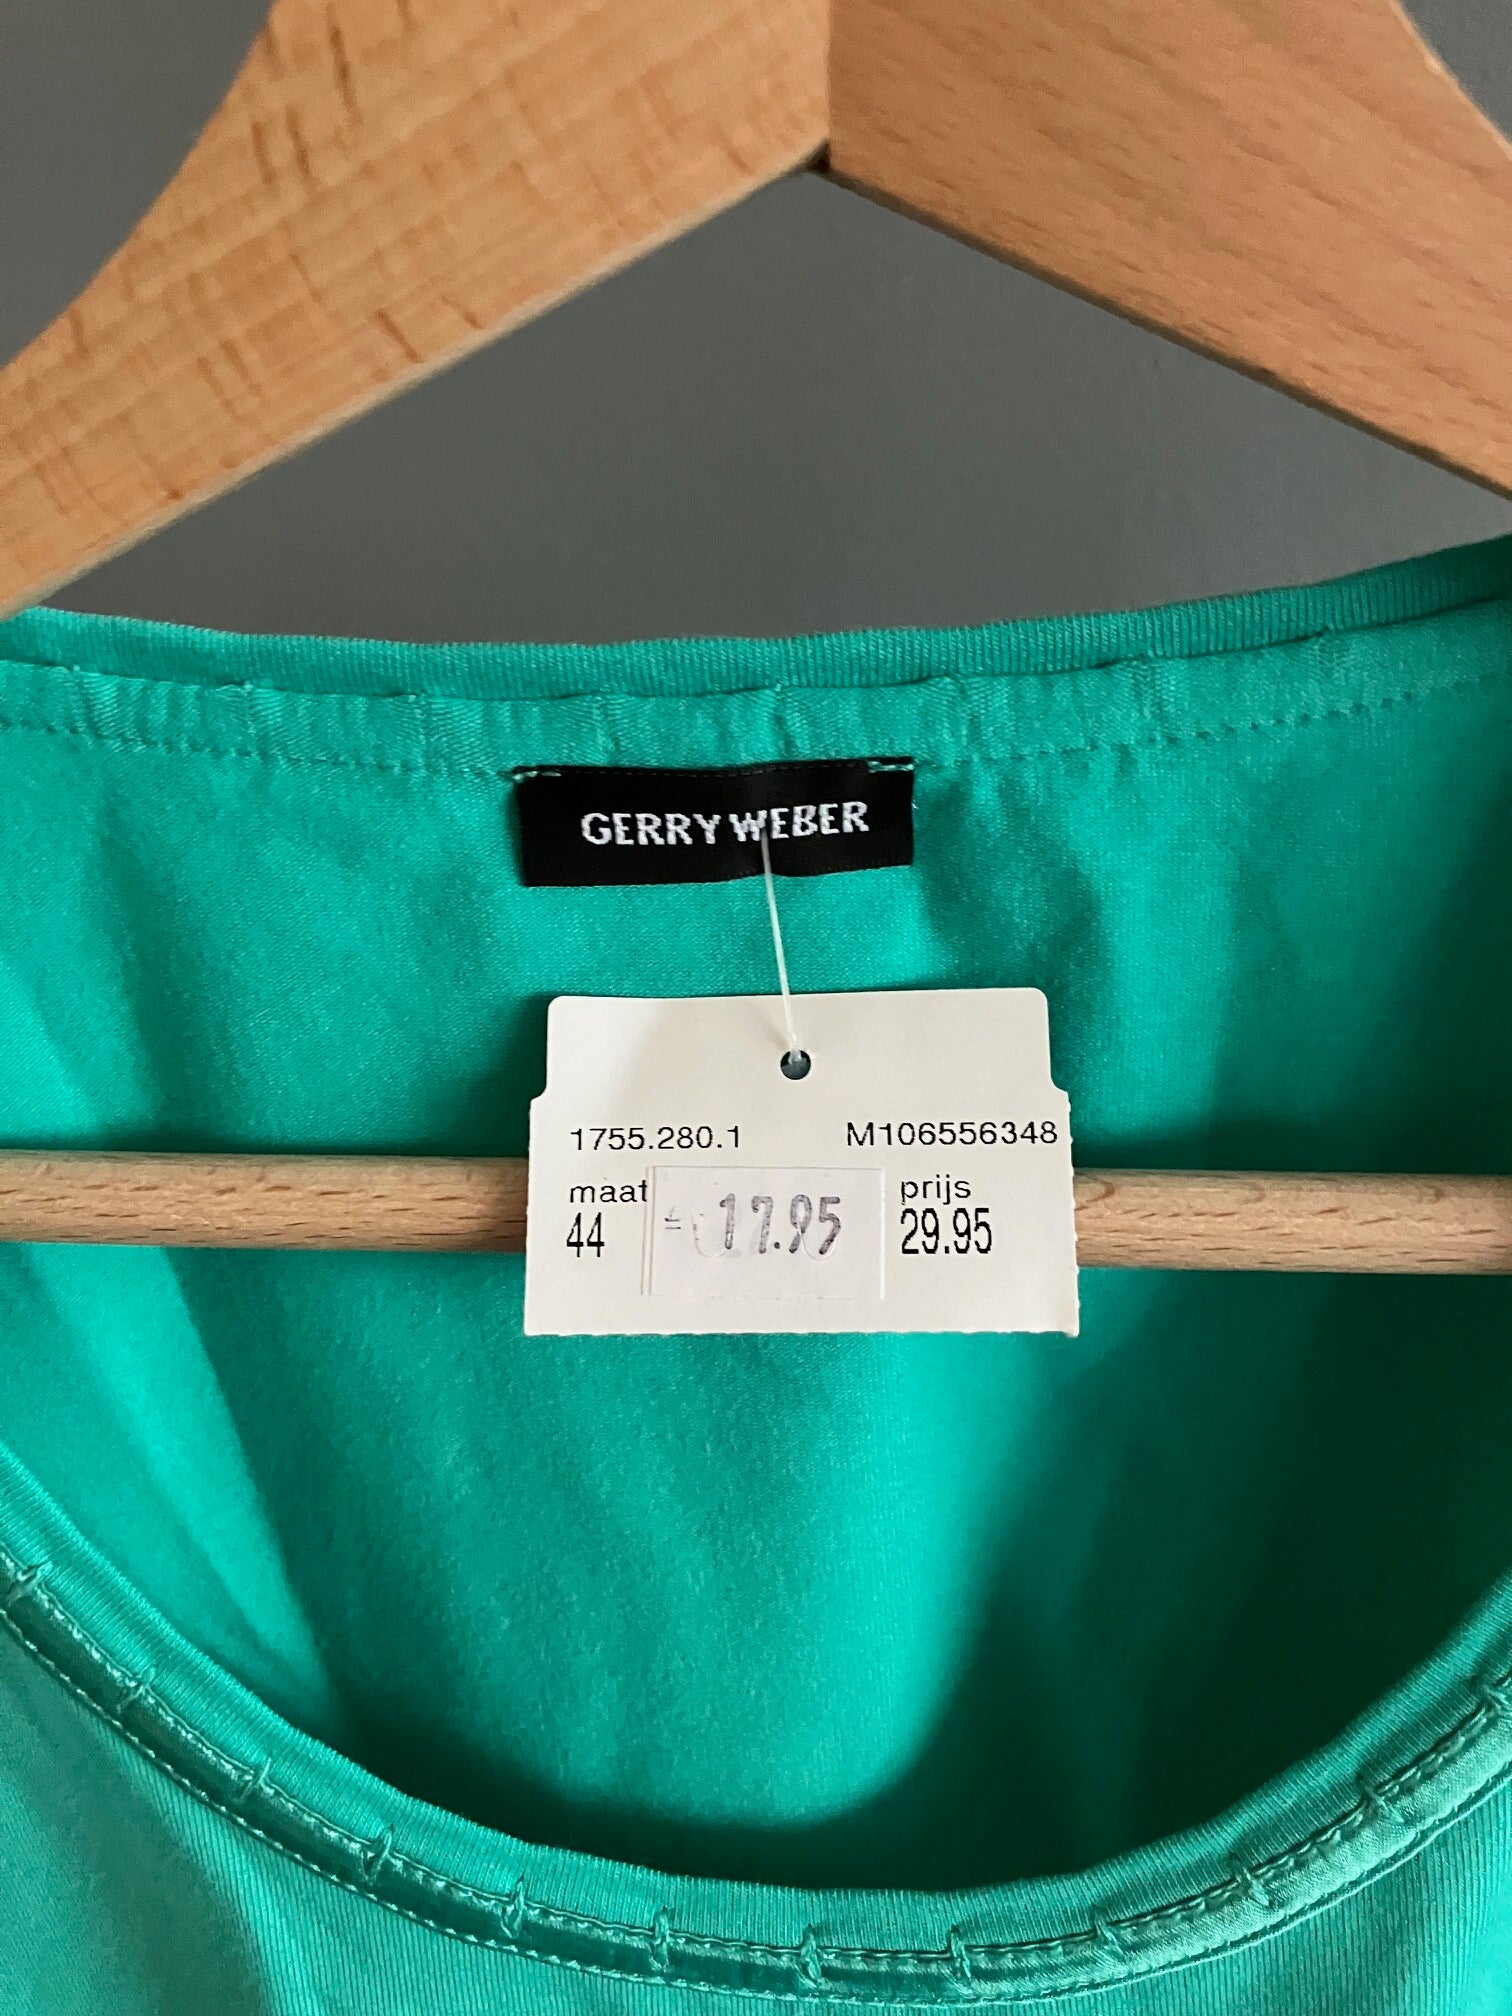 GERRY WEBER
1755.280.1 M106556348
maat prijs
44 17.95 29.95